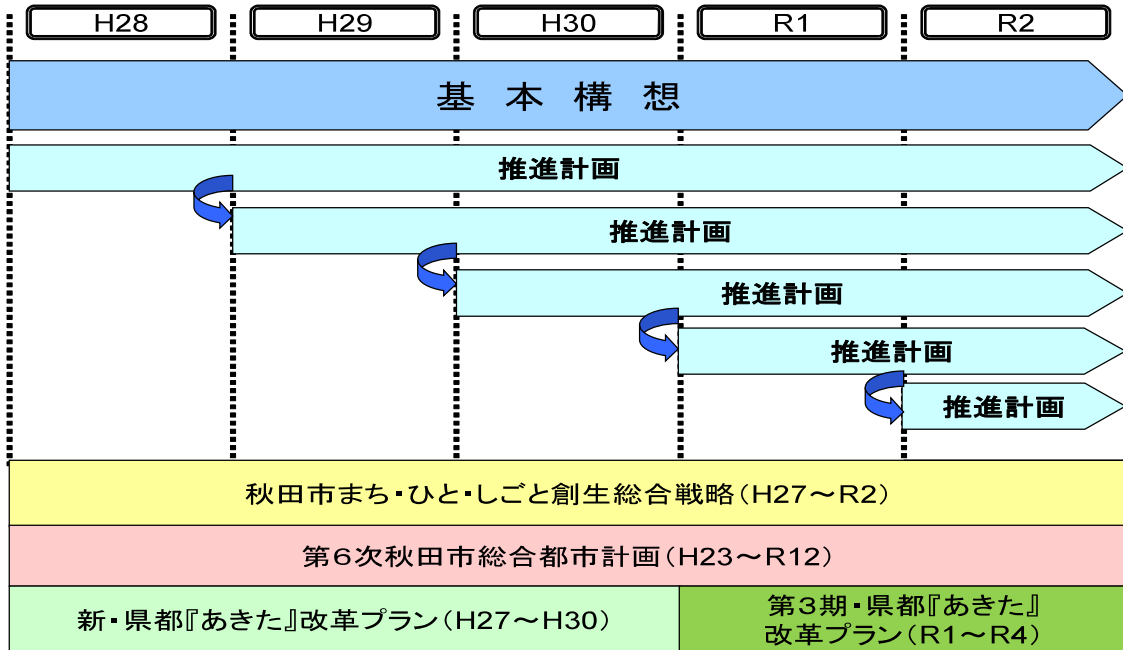 H28
H29
H30
R1
R2
基本構想
推進計画
推進計画
推進計画
推進計画
推進計画
秋田市まち・ひと・しごと創生総合戦略(H27~R2)
第6次秋田市総合都市計画(H23~R12)
新・県都『あきた』改革プラン(H27~H30)
第3期・県都『あきた』
改革プラン(R1~R4)